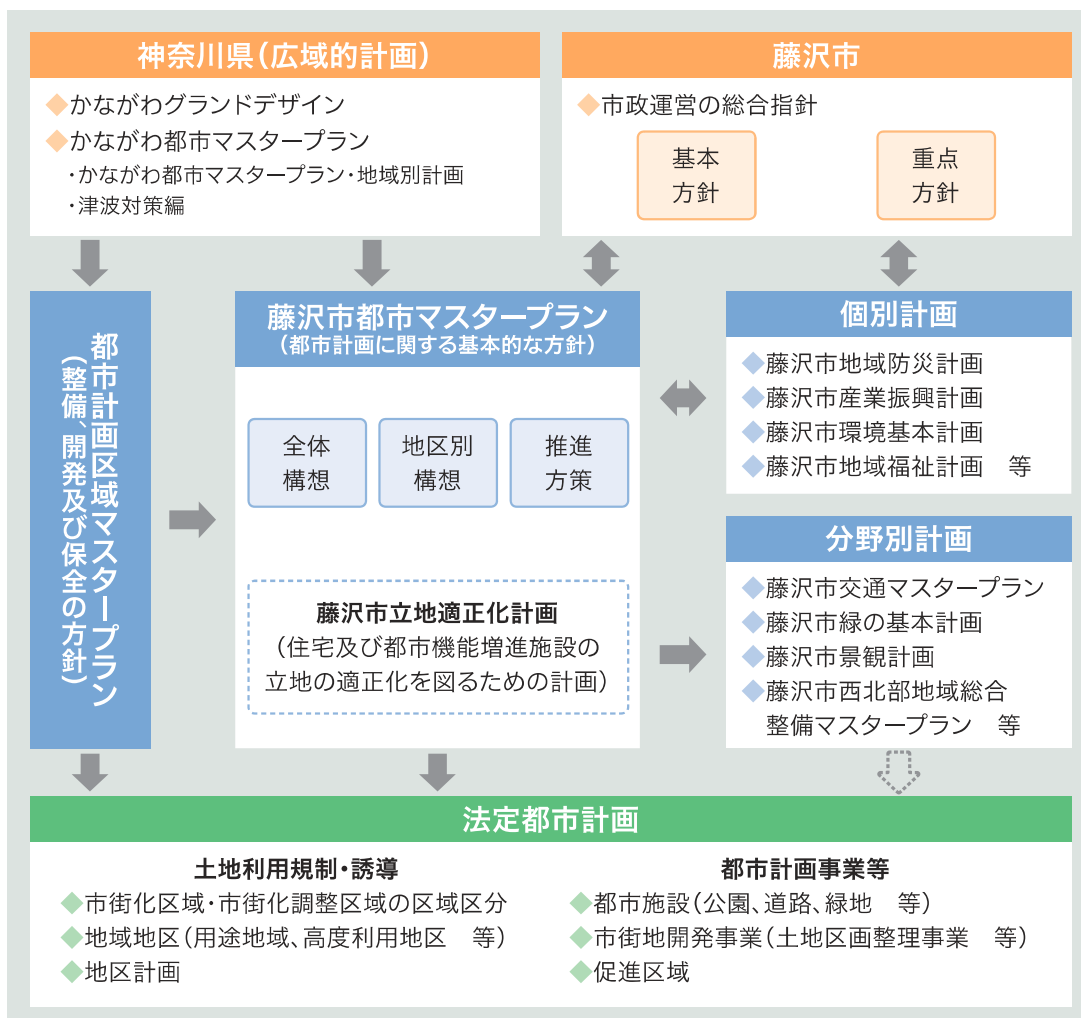 神奈川県（広域的計画）
◆かながわグランドデザイン
◆かながわ都市マスタープラン
・かながわ都市マスタープラン・地域別計画
・津波対策編
藤沢市
◆市政運営の総合指針
基本
方針
重点
方針
都市計画区域マスタープラン
（整備、開発及び保全の方針）
藤沢市都市マスタープラン
（都市計画に関する基本的な方針）
全体
構想
地区別
構想
推進
方策
藤沢市立地適正化計画
（住宅及び都市機能増進施設の
立地の適正化を図るための計画）
個別計画
◆藤沢市地域防災計画
◆藤沢市産業振興計画
◆藤沢市環境基本計画
◆藤沢市地域福祉計画　等
分野別計画
◆藤沢市交通マスタープラン
◆藤沢市緑の基本計画
◆藤沢市景観計画
◆藤沢市西北部地域総合
整備マスタープラン　等
法定都市計画
土地利用規制・誘導
◆市街化区域・市街化調整区域の区域区分
◆地域地区（用途地域、高度利用地区　等）
◆地区計画
都市計画事業等
◆都市施設（公園、道路、緑地　等）
◆市街地開発事業（土地区画整理事業　等）
◆促進区域